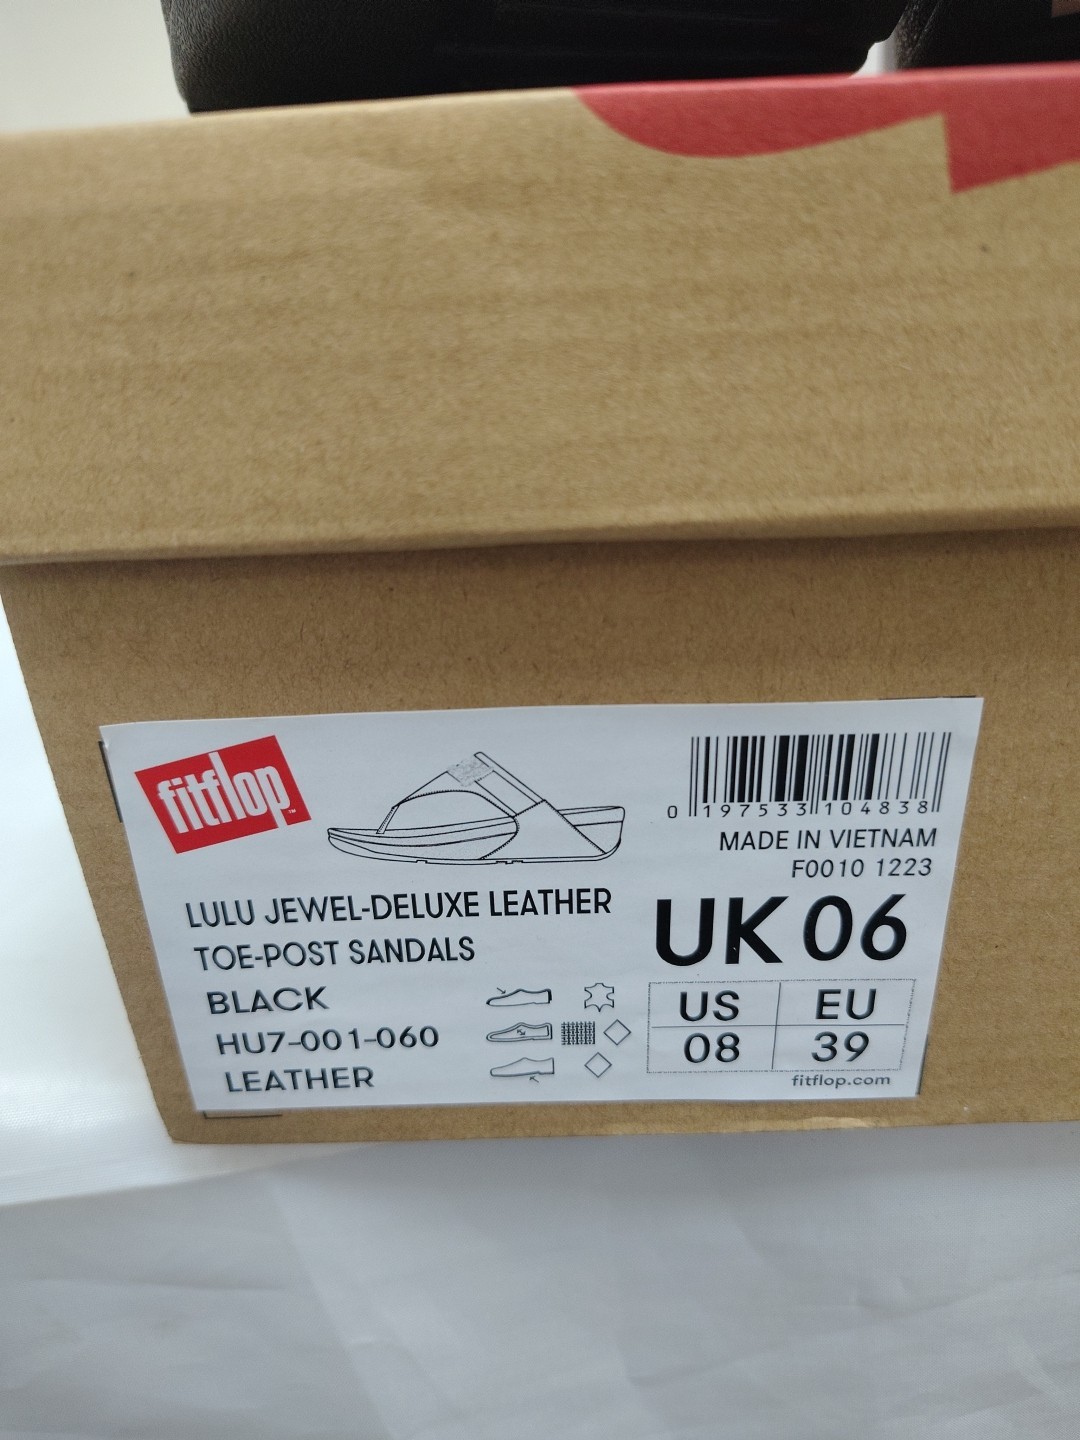 fitflop™
0 197533 104838
MADE IN VIETNAM
F0010 1223
LULU JEWEL-DELUXE LEATHER
TOE-POST SANDALS
BLACK
HU7-001-060
LEATHER
UK 06
US EU
08 39
fitflop.com